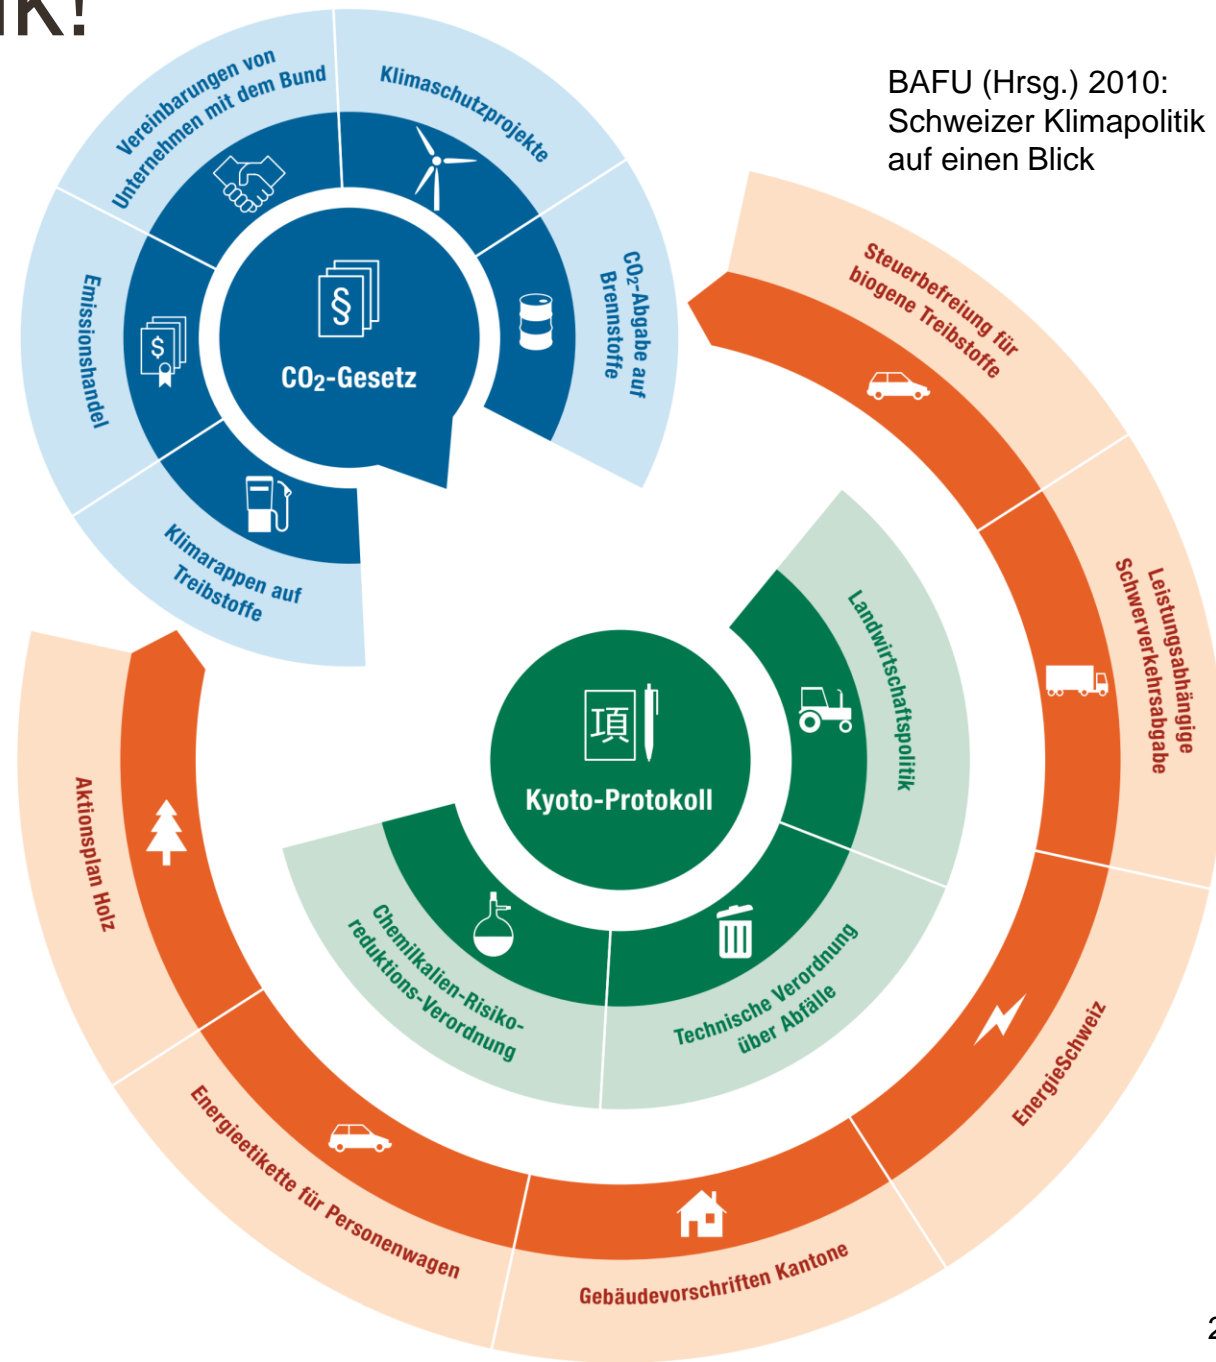 IK!
BAFU (Hrsg.) 2010:
Schweizer Klimapolitik
auf einen Blick
Vereinbarungen von
Unternehmen mit dem Bund
Klimaschutzprojekte
CO₂-Abgabe auf
Brennstoffe
Emissionshandel
$
§
CO₂-Gesetz
Klimarappen auf
Treibstoffe
Steuerbefreiung für
biogene Treibstoffe
Leistungsabhängige
Schwerverkehrsabgabe
Landwirtschaftspolitik
項
Kyoto-Protokoll
Aktionsplan Holz
Chemilkalien-Risiko-
reduktions-Verordnung
Technische Verordnung
über Abfälle
EnergieSchweiz
Energieetikette für Personenwagen
Gebäudevorschriften Kantone
2